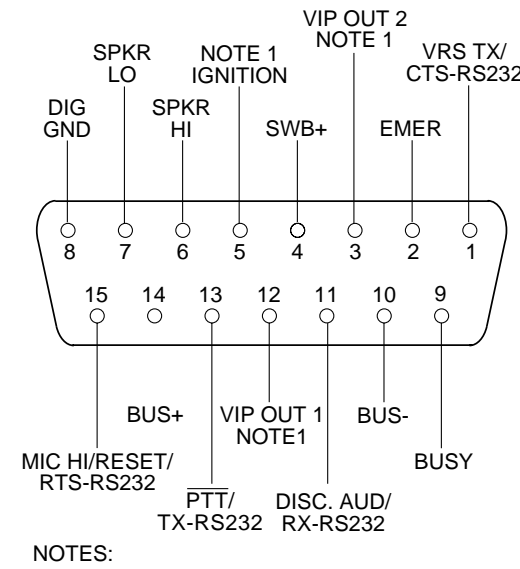 VIP OUT 2
NOTE 1
SPKR
LO
NOTE 1
IGNITION
VRS TX/
CTS-RS232
DIG
GND
SPKR
HI
SWB+
EMER
8 7 6 5 4 3 2 1
15 14 13 12 11 10 9
BUS+
VIP OUT 1
NOTE1
BUS-
MIC HI/RESET/
RTS-RS232
BUSY
PTT/
TX-RS232
DISC. AUD/
RX-RS232
NOTES: